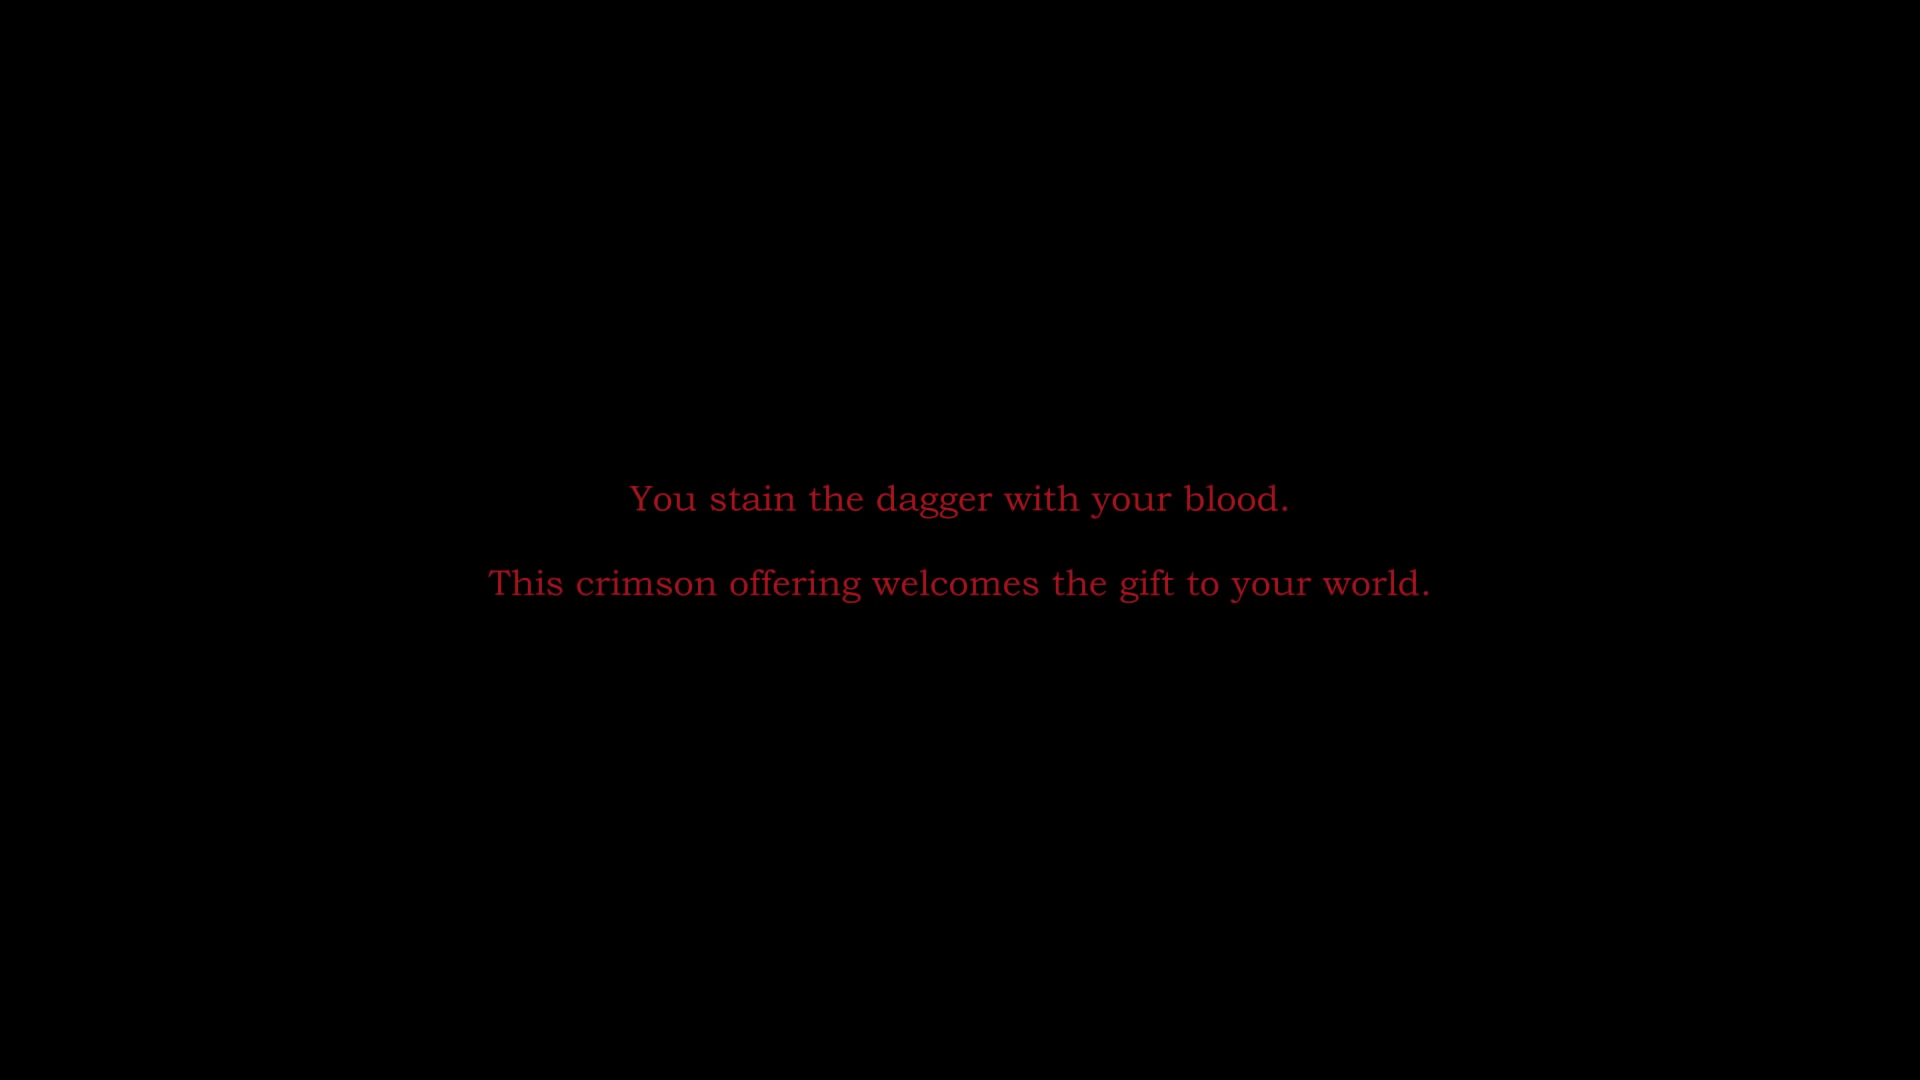 You stain the dagger with your blood.
This crimson offering welcomes the gift to your world.